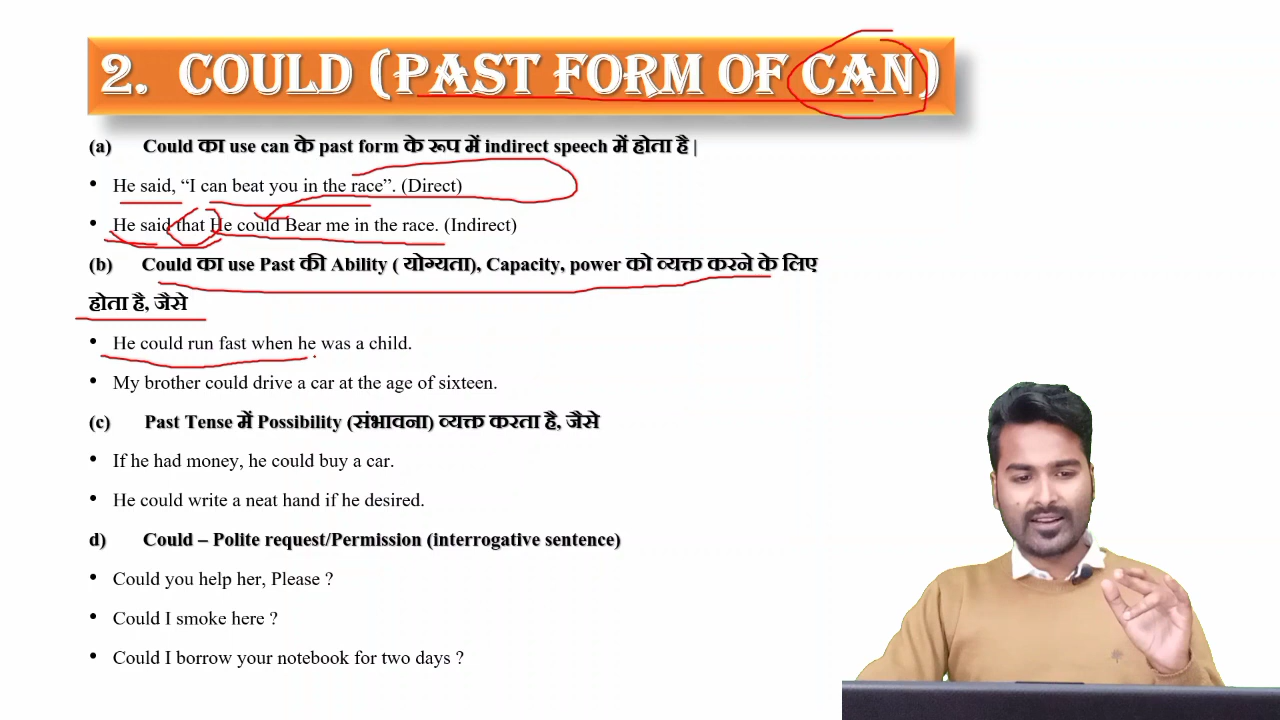 2. COULD (PAST FORM OF CAN)
(a) Could का use can के past form के रूप में indirect speech में होता है |
• He said, “I can beat you in the race”. (Direct)
• He said that He could Bear me in the race. (Indirect)
(b) Could का use Past की Ability ( योग्यता), Capacity, power को व्यक्त करने के लिए
होता है, जैसे
• He could run fast when he was a child.
• My brother could drive a car at the age of sixteen.
(c) Past Tense में Possibility (संभावना) व्यक्त करता है, जैसे
• If he had money, he could buy a car.
• He could write a neat hand if he desired.
d) Could – Polite request/Permission (interrogative sentence)
• Could you help her, Please ?
• Could I smoke here ?
• Could I borrow your notebook for two days ?